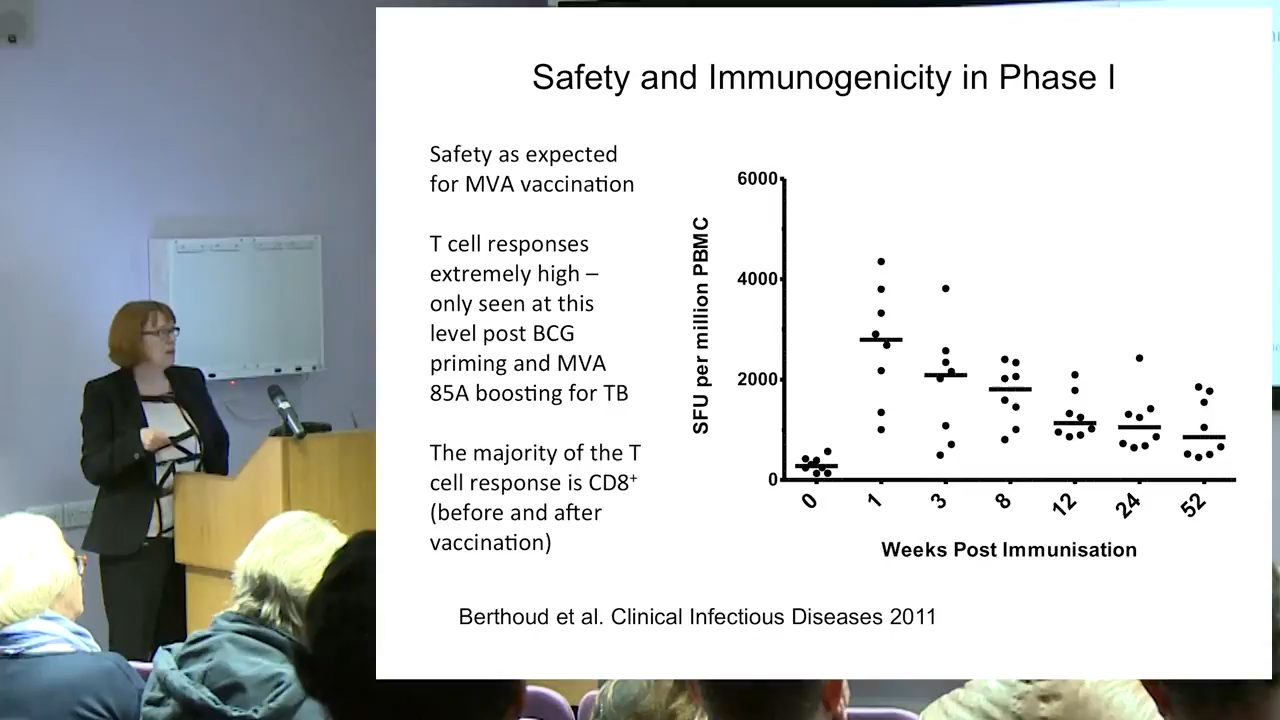 Safety and Immunogenicity in Phase I
Safety as expected
for MVA vaccination
T cell responses
extremely high –
only seen at this
level post BCG
priming and MVA
85A boosting for TB
The majority of the T
cell response is CD8⁺
(before and after
vaccination)
SFU per million PBMC
6000
4000
2000
0
0 1 3 8 12 24 52
Weeks Post Immunisation
Berthoud et al. Clinical Infectious Diseases 2011